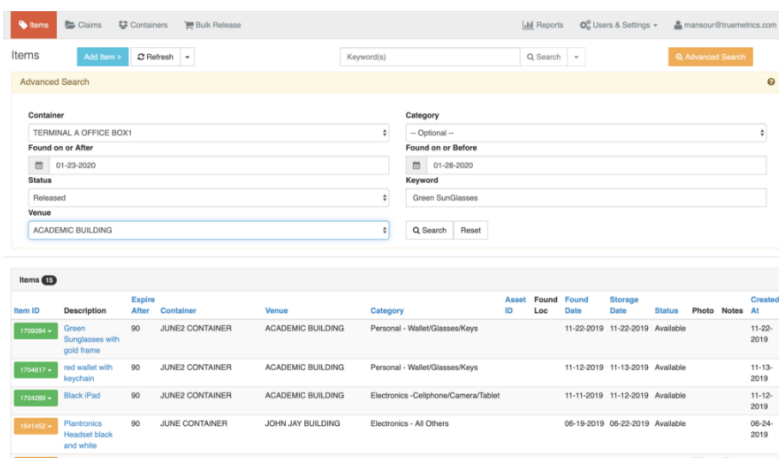 Items Claims Containers Bulk Release Reports Users & Settings mansour@truemetrics.com
Items Add Item > Refresh Keyword(s) Search Advanced Search
Advanced Search
Container Category
TERMINAL A OFFICE BOX1 -- Optional --
Found on or After Found on or Before
01-23-2020 01-28-2020
Status Keyword
Released Green SunGlasses
Venue
ACADEMIC BUILDING Search Reset
Items 15
Expire Asset Found Found Storage Created
Item ID Description After Container Venue Category ID Loc Date Date Status Photo Notes At
1709284 Green 90 JUNE2 CONTAINER ACADEMIC BUILDING Personal - Wallet/Glasses/Keys 11-22-2019 11-22-2019 Available 11-22-
Sunglasses with 2019
gold frame
1704617 red wallet with 90 JUNE2 CONTAINER ACADEMIC BUILDING Personal - Wallet/Glasses/Keys 11-12-2019 11-13-2019 Available 11-13-
keychain 2019
1704289 Black iPad 90 JUNE2 CONTAINER ACADEMIC BUILDING Electronics -Cellphone/Camera/Tablet 11-11-2019 11-12-2019 Available 11-12-
2019
1641452 Plantronics 90 JUNE CONTAINER JOHN JAY BUILDING Electronics - All Others 06-19-2019 06-22-2019 Available 06-24-
Headset black 2019
and white